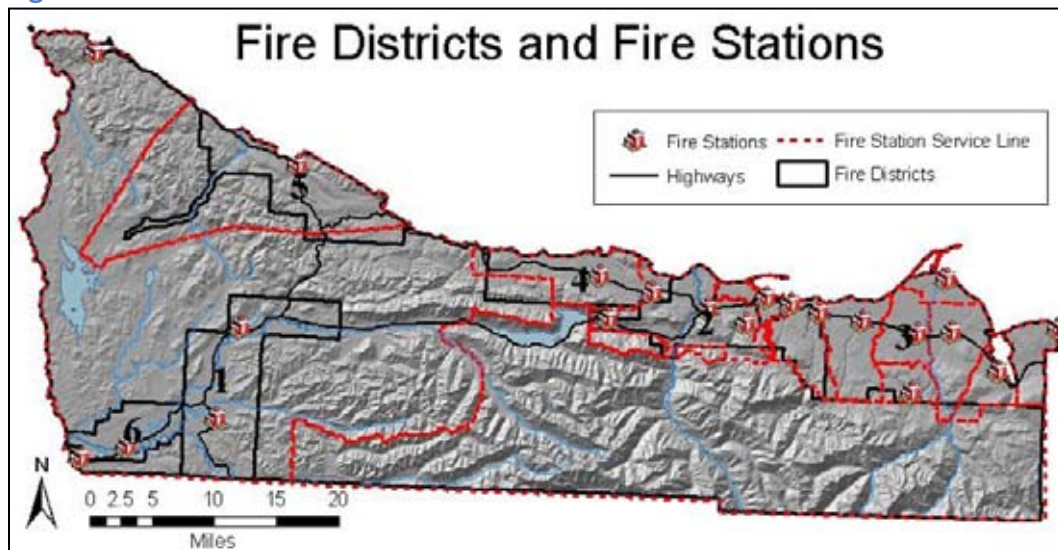 Fire Districts and Fire Stations
Fire Stations
Fire Station Service Line
Highways
Fire Districts
5
4
2
3
1
6
N
0 2.5 5 10 15 20
Miles